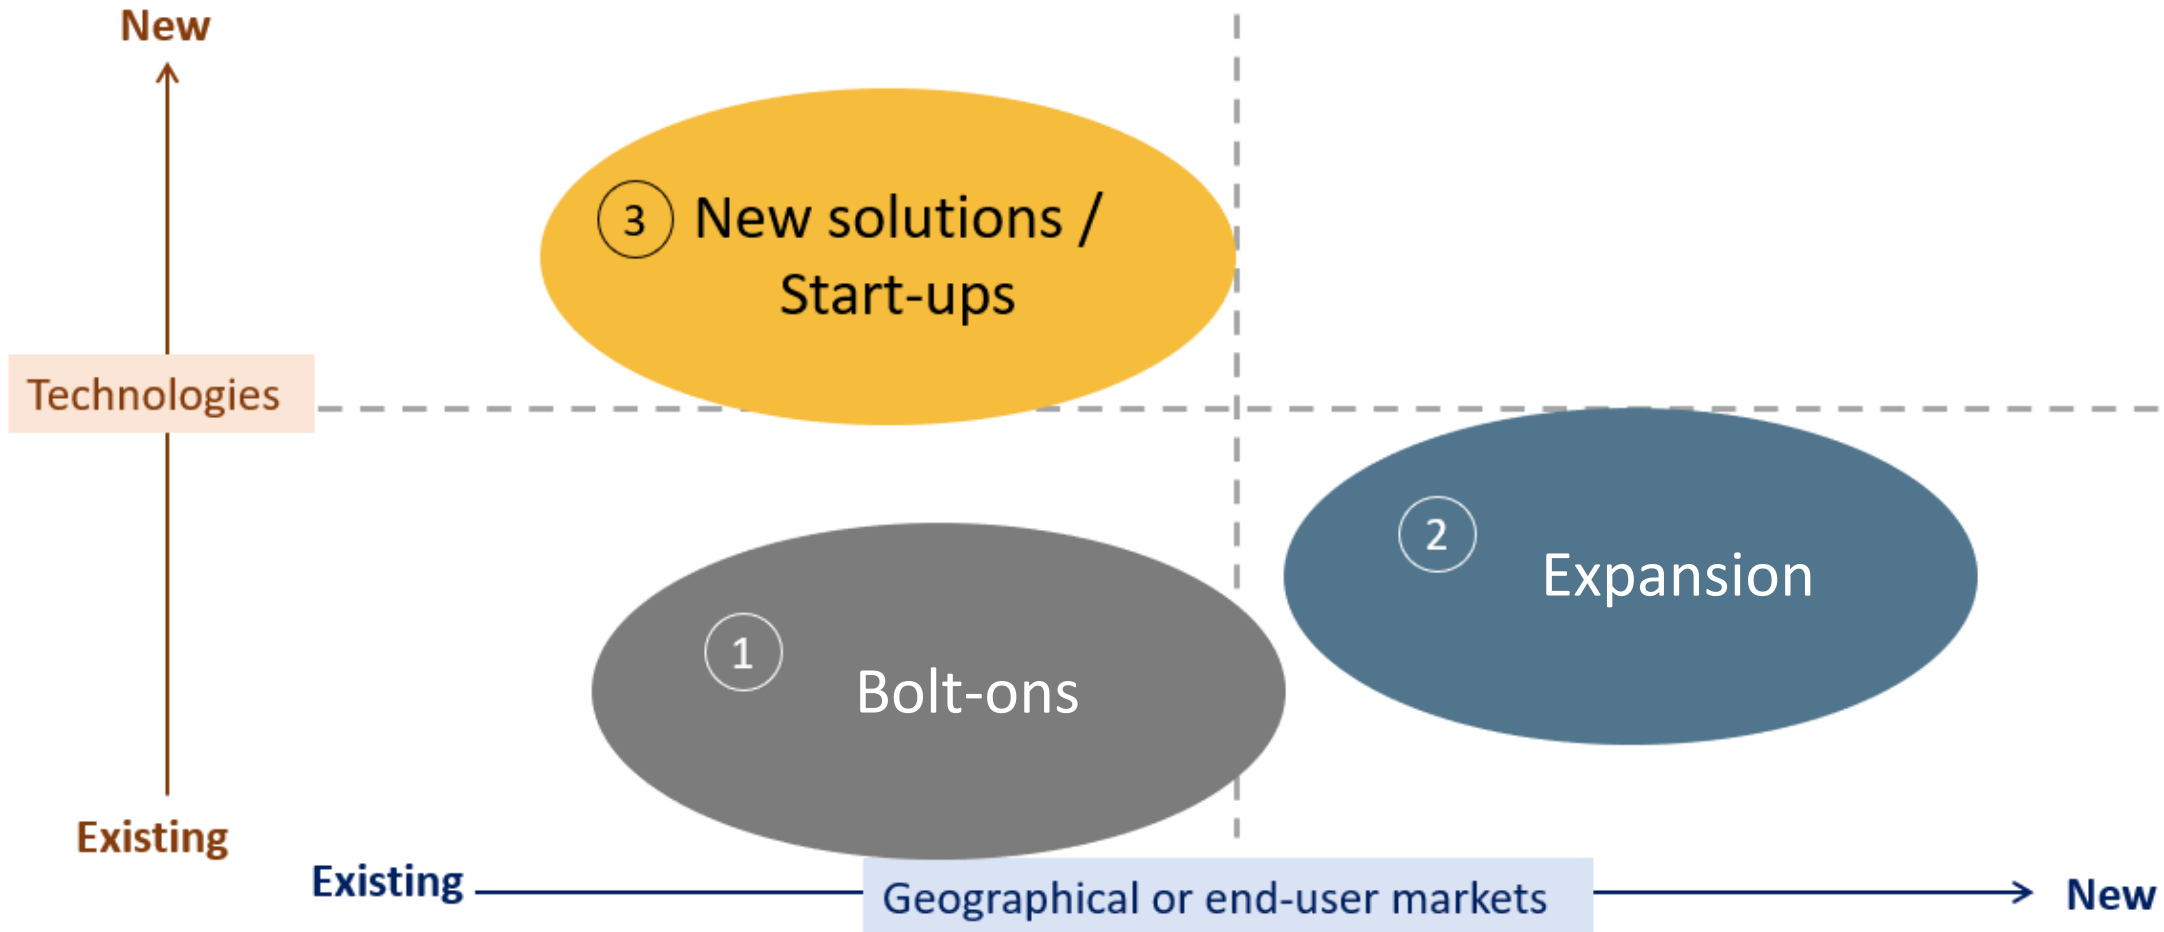 New
3 New solutions /
Start-ups
Technologies
2
Expansion
1
Bolt-ons
Existing
Existing
Geographical or end-user markets
New